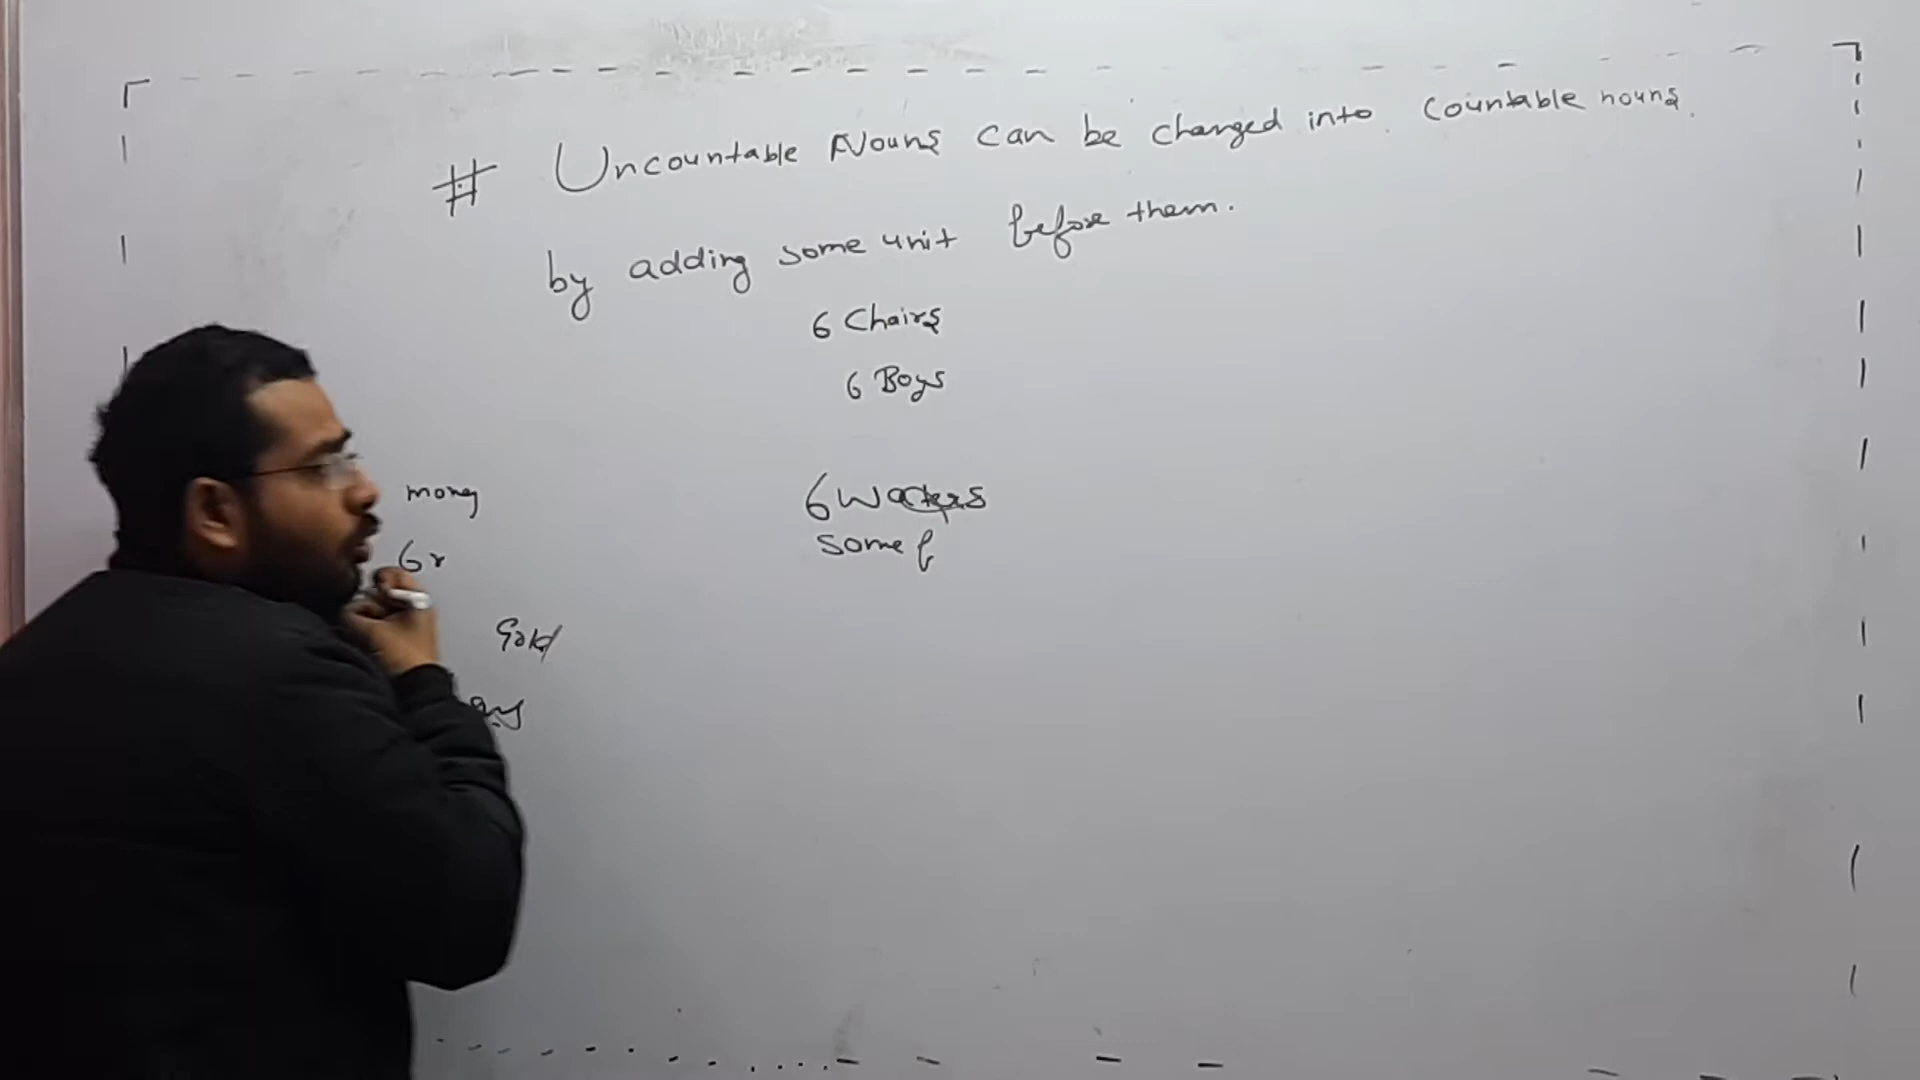 # Uncountable Nouns can be changed into countable nouns.
by adding some unit before them.
6 Chairs
6 Boys
money
6 Waters
some
Gold